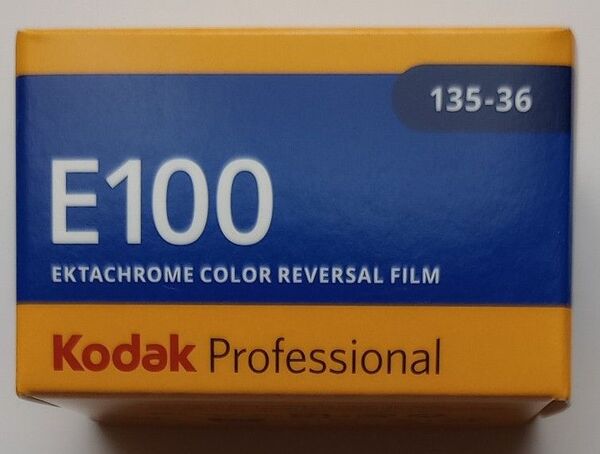 135-36
E100
EKTACHROME COLOR REVERSAL FILM
Kodak Professional